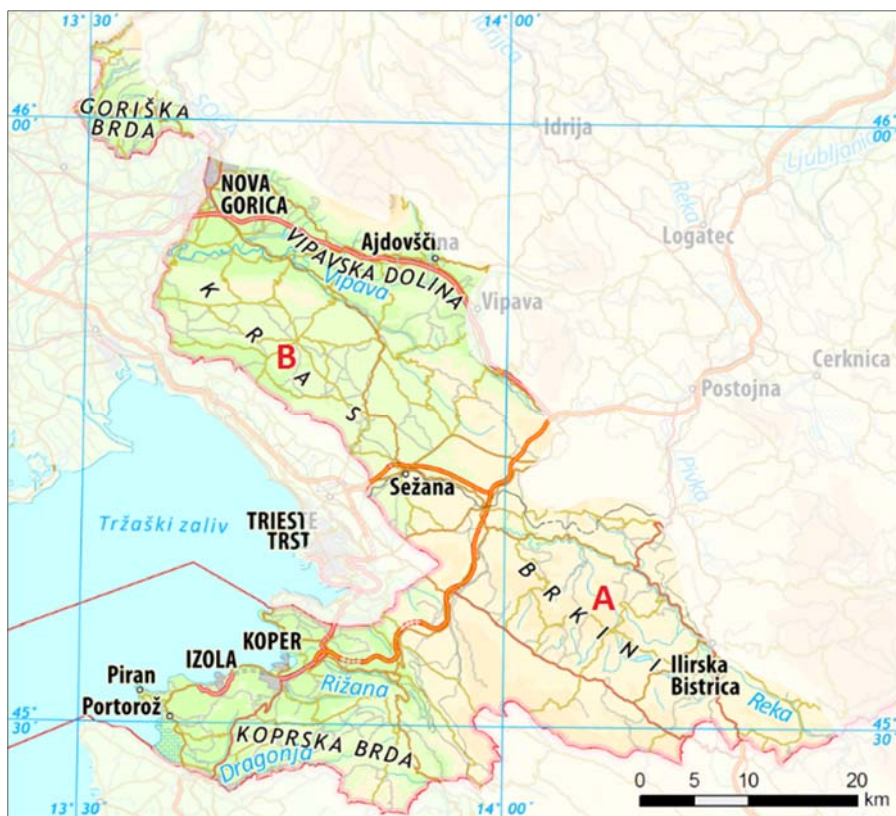 13° 30'
14° 00'
46°
00'
46°
00'
GORIŠKA
BRDA
SOČA
Idrijca
Idrija
Ljubljanica
NOVA
GORICA
Reka
Logatec
Ajdovščina
VIPAVSKA DOLINA
Vipava
Vipava
KRAS
B
Cerknica
Postojna
Sežana
Pivka
Tržaški zaliv
TRIESTE
TRST
BRKINI
A
KOPER
IZOLA
Ilirska
Bistrica
Piran
Portorož
Rižana
Reka
45°
30'
45°
30'
KOPRSKA BRDA
Dragonja
0 5 10 20
km
13° 30'
14° 00'